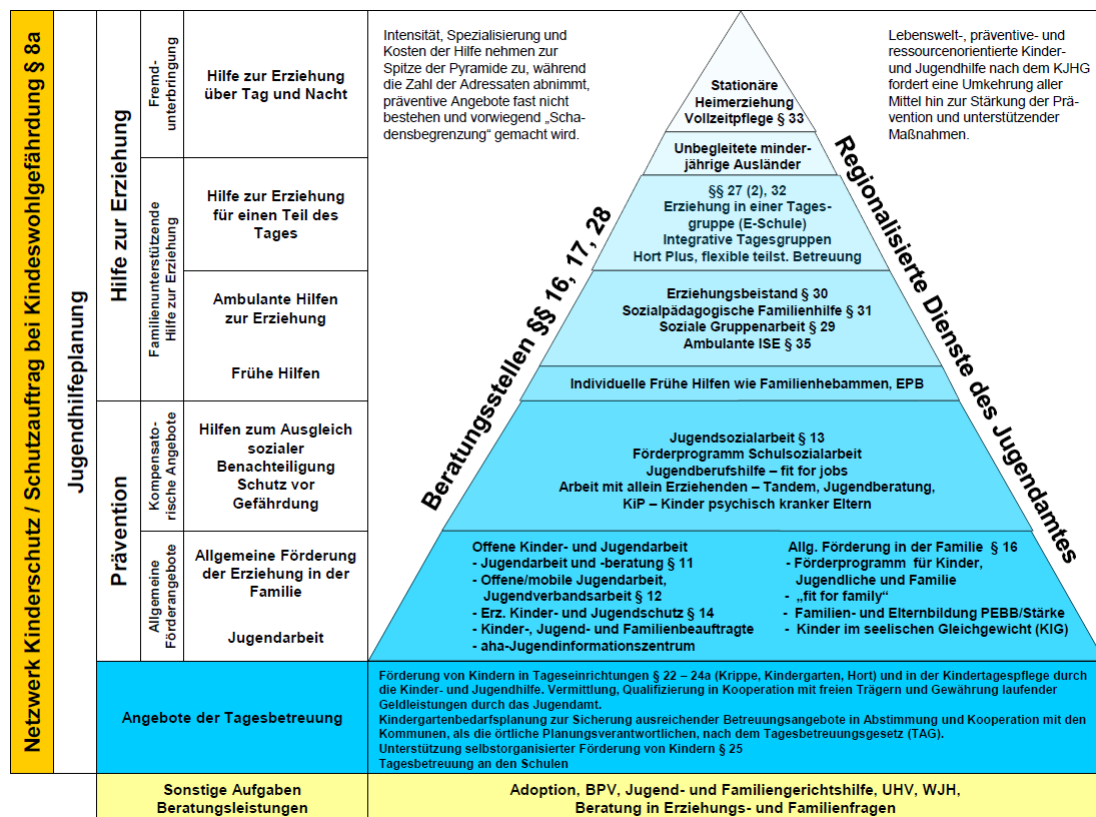 Netzwerk Kinderschutz / Schutzauftrag bei Kindeswohlgefährdung § 8a
Jugendhilfeplanung
Hilfe zur Erziehung
Fremd-
unterbringung
Hilfe zur Erziehung
über Tag und Nacht
Familienunterstützende
Hilfe zur Erziehung
Hilfe zur Erziehung
für einen Teil des
Tages
Ambulante Hilfen
zur Erziehung
Frühe Hilfen
Prävention
Kompensato-
rische Angebote
Hilfen zum Ausgleich
sozialer
Benachteiligung
Schutz vor
Gefährdung
Allgemeine
Förderangebote
Allgemeine Förderung
der Erziehung in der
Familie
Jugendarbeit
Intensität, Spezialisierung und
Kosten der Hilfe nehmen zur
Spitze der Pyramide zu, während
die Zahl der Adressaten abnimmt,
präventive Angebote fast nicht
bestehen und vorwiegend „Scha-
densbegrenzung“ gemacht wird.
Lebenswelt-, präventive- und
ressourcenorientierte Kinder-
und Jugendhilfe nach dem KJHG
fordert eine Umkehrung aller
Mittel hin zur Stärkung der Prä-
vention und unterstützender
Maßnahmen.
Beratungsstellen §§ 16, 17, 28
Regionalisierte Dienste des Jugendamtes
Stationäre
Heimerziehung
Vollzeitpflege § 33
Unbegleitete minder-
jährige Ausländer
§§ 27 (2), 32
Erziehung in einer Tages-
gruppe (E-Schule)
Integrative Tagesgruppen
Hort Plus, flexible teilst. Betreuung
Erziehungsbeistand § 30
Sozialpädagogische Familienhilfe § 31
Soziale Gruppenarbeit § 29
Ambulante ISE § 35
Individuelle Frühe Hilfen wie Familienhebammen, EPB
Jugendsozialarbeit § 13
Förderprogramm Schulsozialarbeit
Jugendberufshilfe – fit for jobs
Arbeit mit allein Erziehenden – Tandem, Jugendberatung,
KiP – Kinder psychisch kranker Eltern
Offene Kinder- und Jugendarbeit
- Jugendarbeit und -beratung § 11
- Offene/mobile Jugendarbeit,
Jugendverbandsarbeit § 12
- Erz. Kinder- und Jugendschutz § 14
- Kinder-, Jugend- und Familienbeauftragte
- aha-Jugendinformationszentrum
Allg. Förderung in der Familie § 16
- Förderprogramm für Kinder,
Jugendliche und Familie
- „fit for family“
- Familien- und Elternbildung PEBB/Stärke
- Kinder im seelischen Gleichgewicht (KIG)
Angebote der Tagesbetreuung
Förderung von Kindern in Tageseinrichtungen § 22 – 24a (Krippe, Kindergarten, Hort) und in der Kindertagespflege durch
die Kinder- und Jugendhilfe. Vermittlung, Qualifizierung in Kooperation mit freien Trägern und Gewährung laufender
Geldleistungen durch das Jugendamt.
Kindergartenbedarfsplanung zur Sicherung ausreichender Betreuungsangebote in Abstimmung und Kooperation mit den
Kommunen, als die örtliche Planungsverantwortlichen, nach dem Tagesbetreuungsgesetz (TAG).
Unterstützung selbstorganisierter Förderung von Kindern § 25
Tagesbetreuung an den Schulen
Sonstige Aufgaben
Beratungsleistungen
Adoption, BPV, Jugend- und Familiengerichtshilfe, UHV, WJH,
Beratung in Erziehungs- und Familienfragen